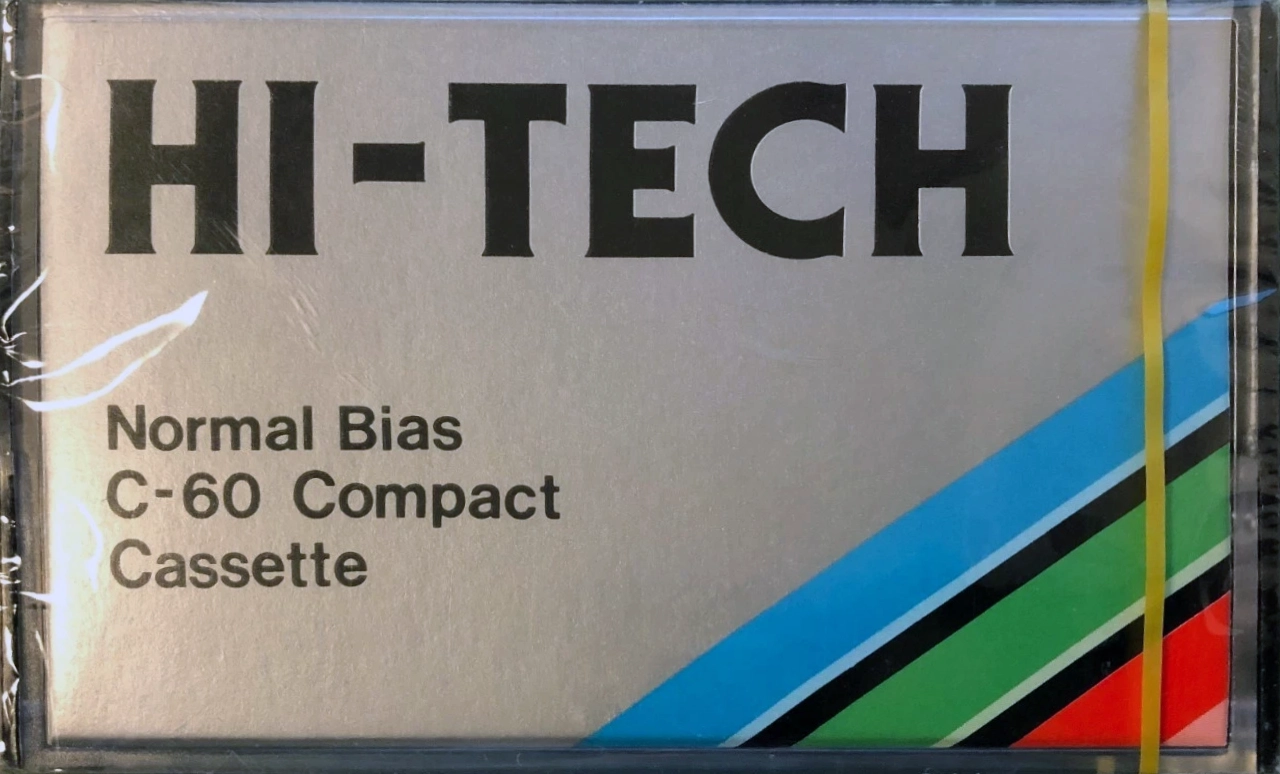 HI-TECH
Normal Bias
C-60 Compact
Cassette